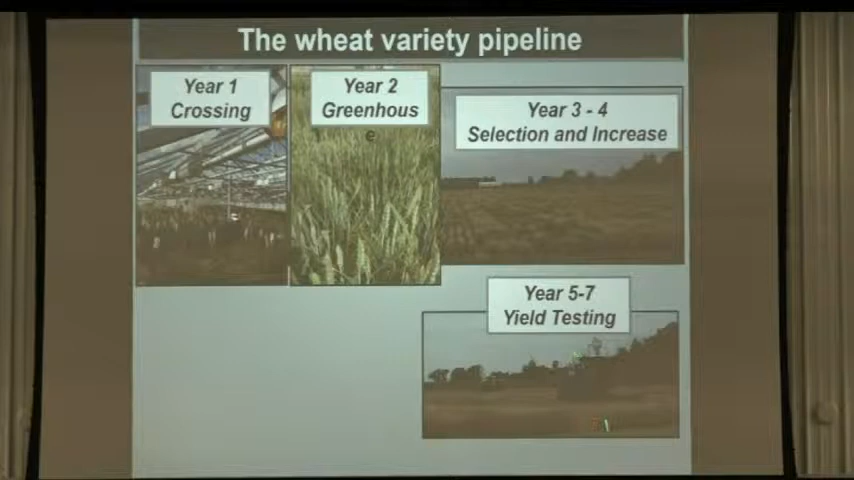 The wheat variety pipeline
Year 1
Crossing
Year 2
Greenhous
e
Year 3 - 4
Selection and Increase
Year 5-7
Yield Testing